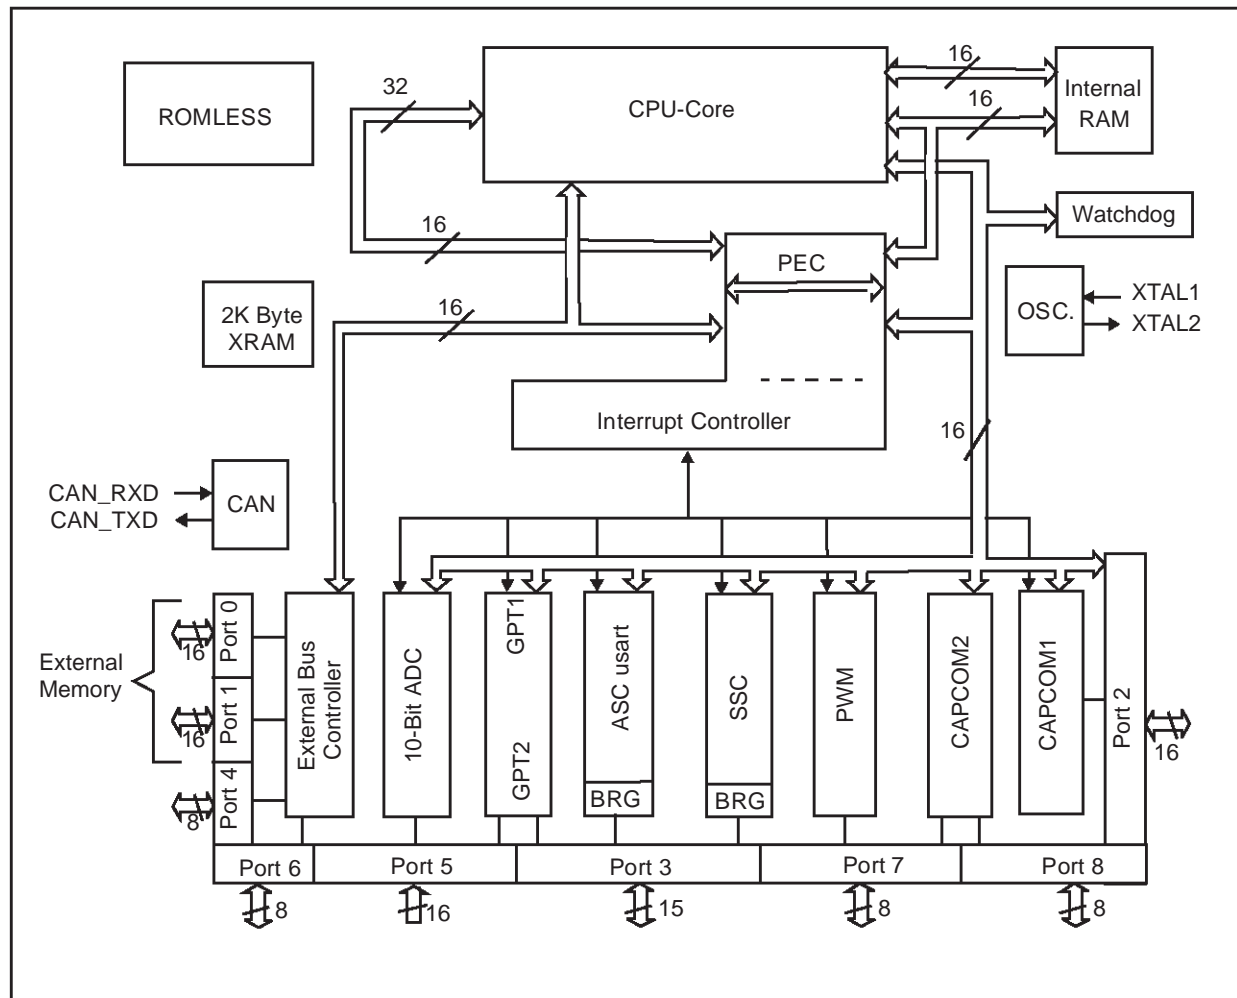 ROMLESS
32
CPU-Core
16
16
Internal
RAM
Watchdog
16
PEC
2K Byte
XRAM
16
OSC.
XTAL1
XTAL2
Interrupt Controller
16
CAN_RXD
CAN_TXD
CAN
External
Memory
16
16
8
Port 0
Port 1
Port 4
External Bus
Controller
10-Bit ADC
GPT1
GPT2
ASC usart
BRG
SSC
BRG
PWM
CAPCOM2
CAPCOM1
Port 2
16
Port 6
Port 5
Port 3
Port 7
Port 8
8
16
15
8
8